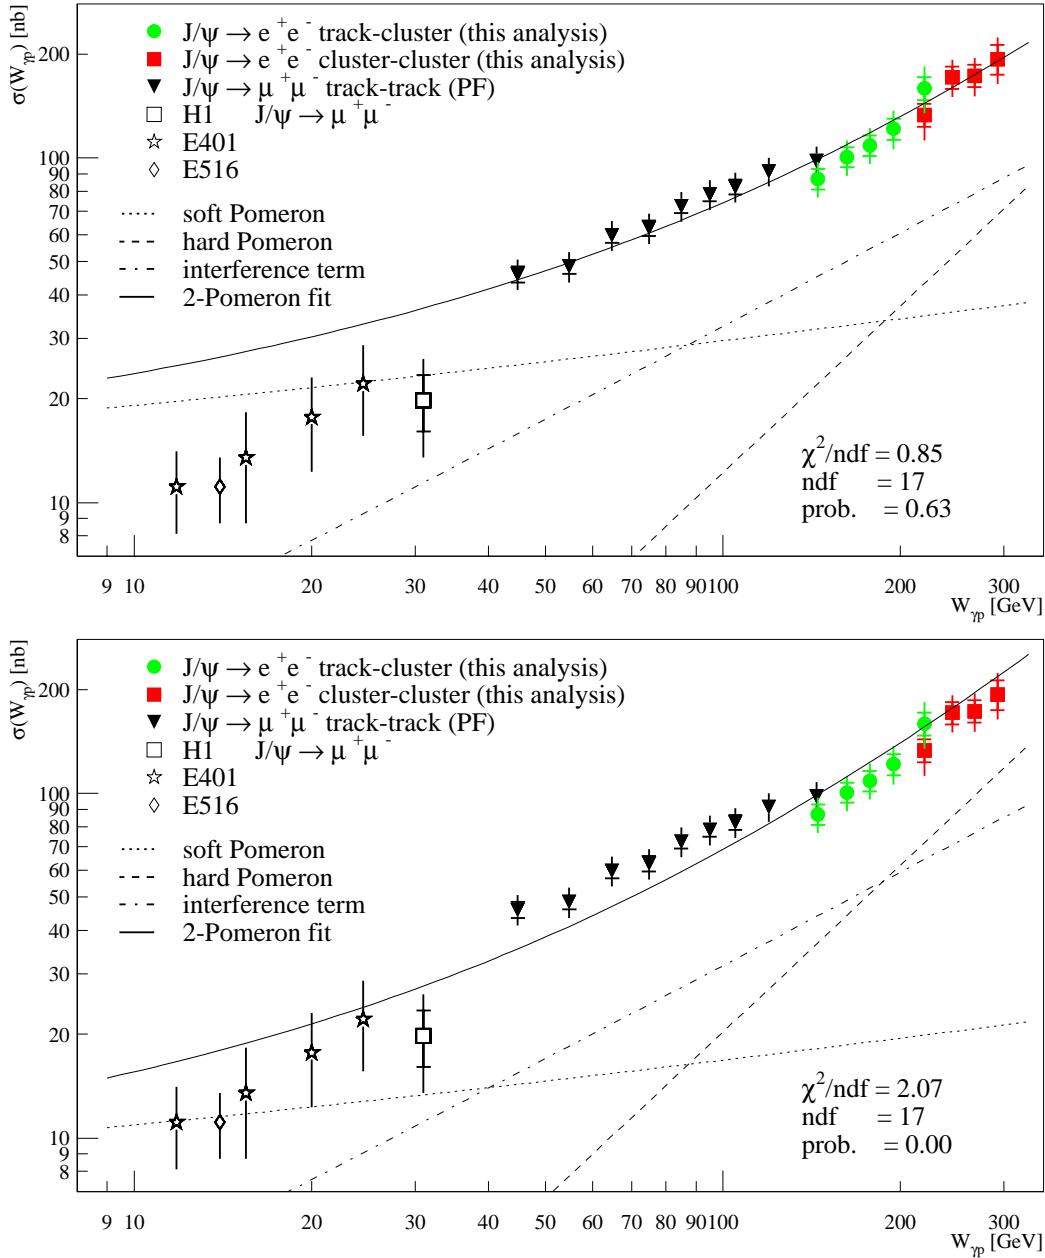 σ(W_γp) [nb]
J/ψ → e⁺e⁻ track-cluster (this analysis)
J/ψ → e⁺e⁻ cluster-cluster (this analysis)
J/ψ → μ⁺μ⁻ track-track (PF)
H1 J/ψ → μ⁺μ⁻
E401
E516
soft Pomeron
hard Pomeron
interference term
2-Pomeron fit
200
100
90
80
70
60
50
40
30
20
10
9
8
χ²/ndf = 0.85
ndf = 17
prob. = 0.63
9 10 20 30 40 50 60 70 80 90 100 200 300
W_γp [GeV]
σ(W_γp) [nb]
J/ψ → e⁺e⁻ track-cluster (this analysis)
J/ψ → e⁺e⁻ cluster-cluster (this analysis)
J/ψ → μ⁺μ⁻ track-track (PF)
H1 J/ψ → μ⁺μ⁻
E401
E516
soft Pomeron
hard Pomeron
interference term
2-Pomeron fit
200
100
90
80
70
60
50
40
30
20
10
9
8
χ²/ndf = 2.07
ndf = 17
prob. = 0.00
9 10 20 30 40 50 60 70 80 90 100 200 300
W_γp [GeV]